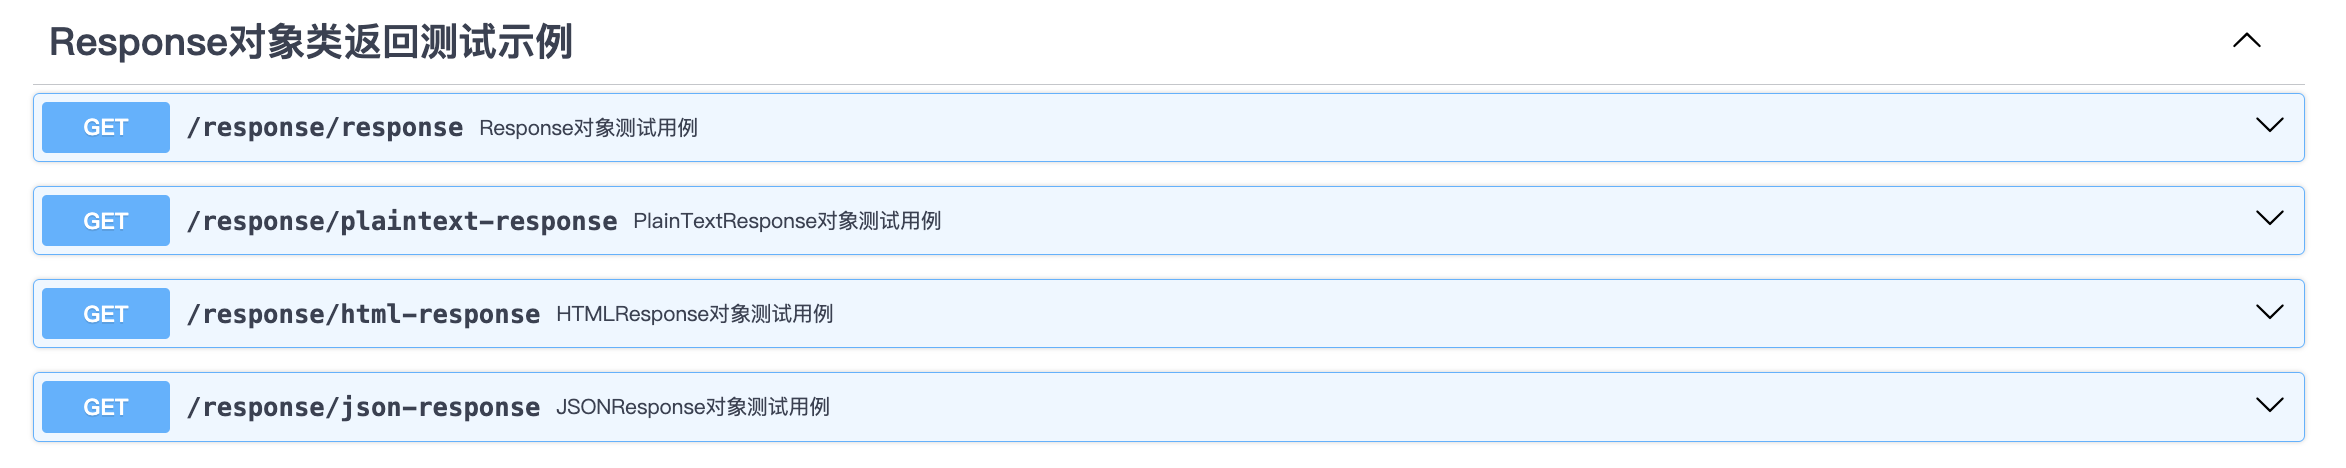 Response对象类返回测试示例
GET /response/response Response对象测试用例
GET /response/plaintext-response PlainTextResponse对象测试用例
GET /response/html-response HTMLResponse对象测试用例
GET /response/json-response JSONResponse对象测试用例